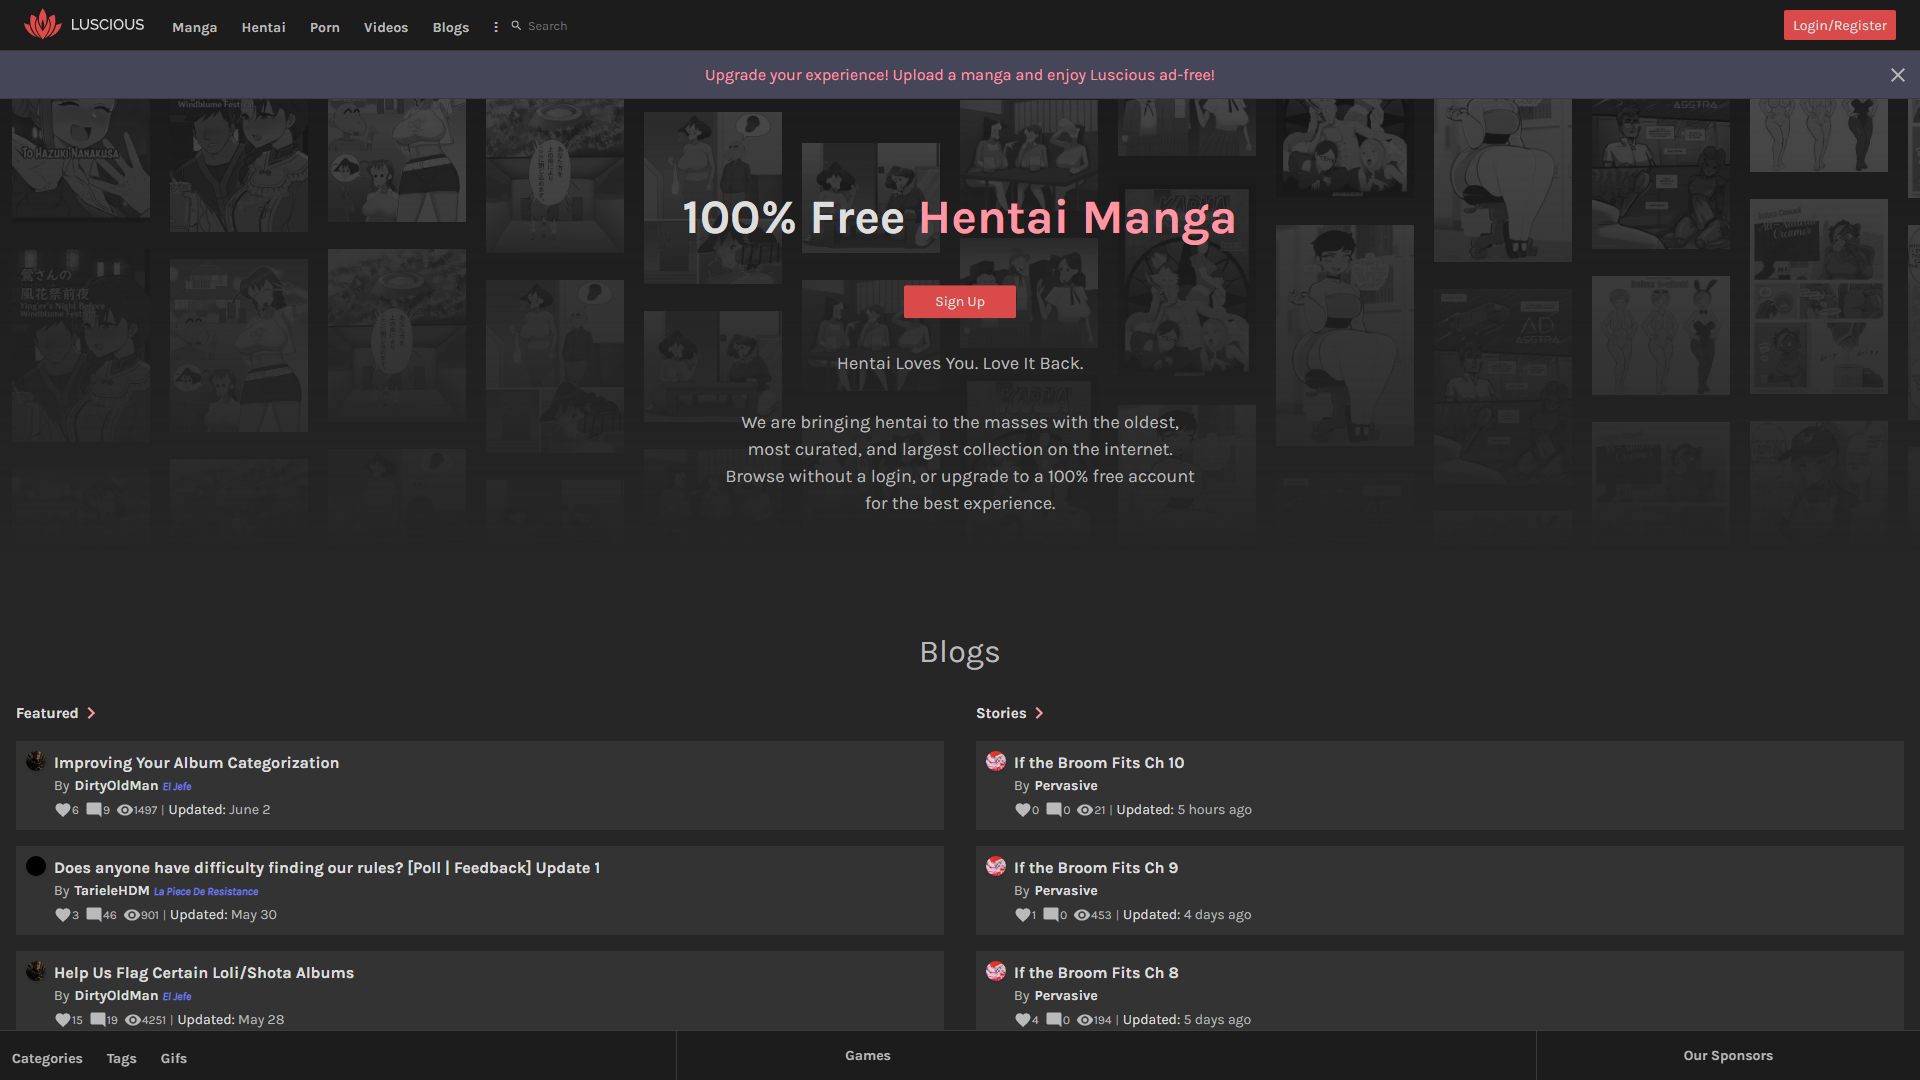 LUSCIOUS
Manga
Hentai
Porn
Videos
Blogs
Search
Login/Register
Upgrade your experience! Upload a manga and enjoy Luscious ad-free!
TO HAZUKI NANAKUSA
100% Free Hentai Manga
Sign Up
Hentai Loves You. Love It Back.
We are bringing hentai to the masses with the oldest,
most curated, and largest collection on the internet.
Browse without a login, or upgrade to a 100% free account
for the best experience.
Blogs
Featured
Improving Your Album Categorization
By DirtyOldMan El Jefe
6 9 1497 | Updated: June 2
Does anyone have difficulty finding our rules? [Poll | Feedback] Update 1
By TarieleHDM La Piece De Resistance
3 46 901 | Updated: May 30
Help Us Flag Certain Loli/Shota Albums
By DirtyOldMan El Jefe
15 19 4251 | Updated: May 28
Stories
If the Broom Fits Ch 10
By Pervasive
0 0 21 | Updated: 5 hours ago
If the Broom Fits Ch 9
By Pervasive
1 0 453 | Updated: 4 days ago
If the Broom Fits Ch 8
By Pervasive
4 0 194 | Updated: 5 days ago
Categories
Tags
Gifs
Games
Our Sponsors